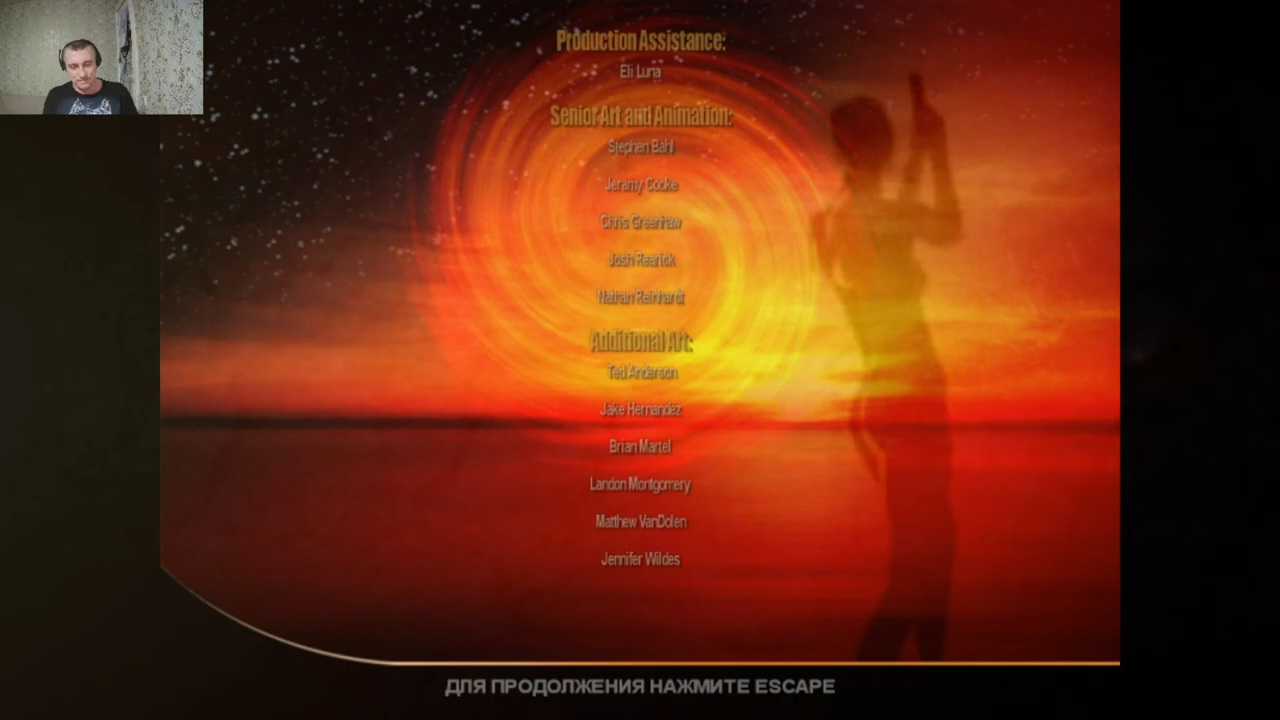 Production Assistance:
Eli Luna
Senior Art and Animation:
Stephen Bahl
Jeramy Cooke
Chris Greenhaw
Josh Rearick
Nathan Reinhardt
Additional Art:
Ted Anderson
Jake Hernandez
Brian Martel
Landon Montgomery
Matthew VanDolen
Jennifer Wildes
ДЛЯ ПРОДОЛЖЕНИЯ НАЖМИТЕ ESCAPE